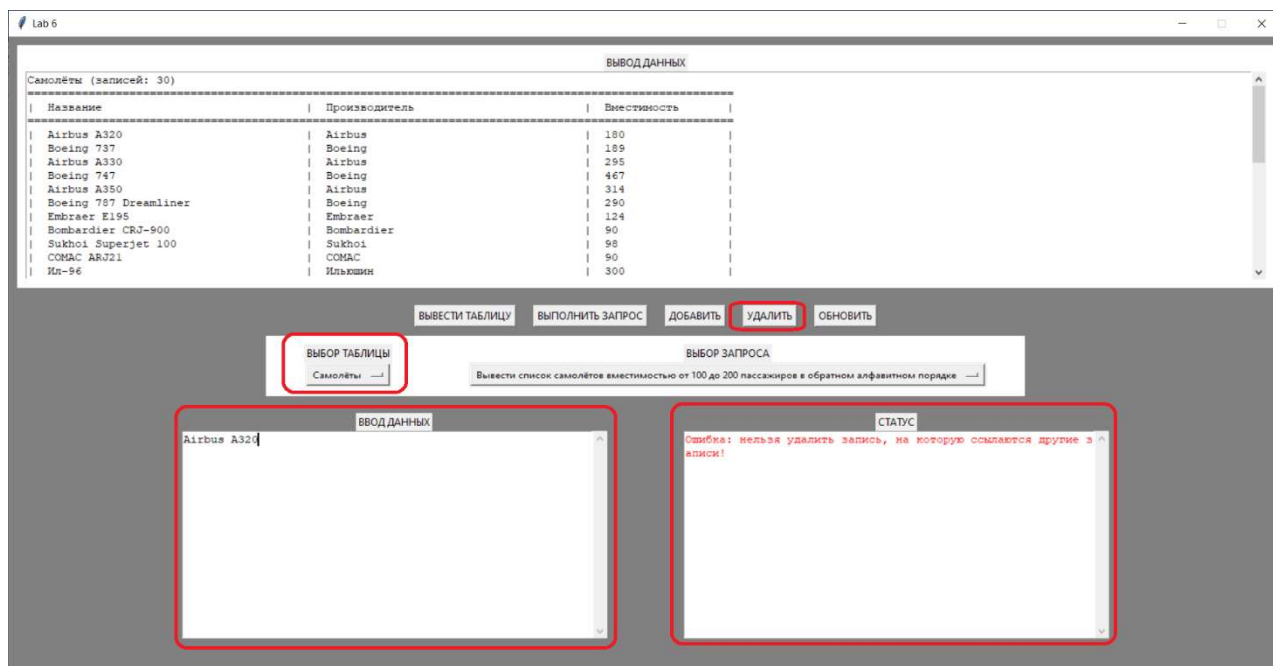 Lab 6
ВЫВОД ДАННЫХ
Самолёты (записей: 30)
| Название | Производитель | Вместимость |
| Airbus A320 | Airbus | 180 |
| Boeing 737 | Boeing | 189 |
| Airbus A330 | Airbus | 295 |
| Boeing 747 | Boeing | 467 |
| Airbus A350 | Airbus | 314 |
| Boeing 787 Dreamliner | Boeing | 290 |
| Embraer E195 | Embraer | 124 |
| Bombardier CRJ-900 | Bombardier | 90 |
| Sukhoi Superjet 100 | Sukhoi | 98 |
| COMAC ARJ21 | COMAC | 90 |
| Ил-96 | Ильюшин | 300 |
ВЫВЕСТИ ТАБЛИЦУ ВЫПОЛНИТЬ ЗАПРОС ДОБАВИТЬ УДАЛИТЬ ОБНОВИТЬ
ВЫБОР ТАБЛИЦЫ ВЫБОР ЗАПРОСА
Самолёты Вывести список самолётов вместимостью от 100 до 200 пассажиров в обратном алфавитном порядке
ВВОД ДАННЫХ
Airbus A320
СТАТУС
Ошибка: нельзя удалить запись, на которую ссылаются другие з
аписи!